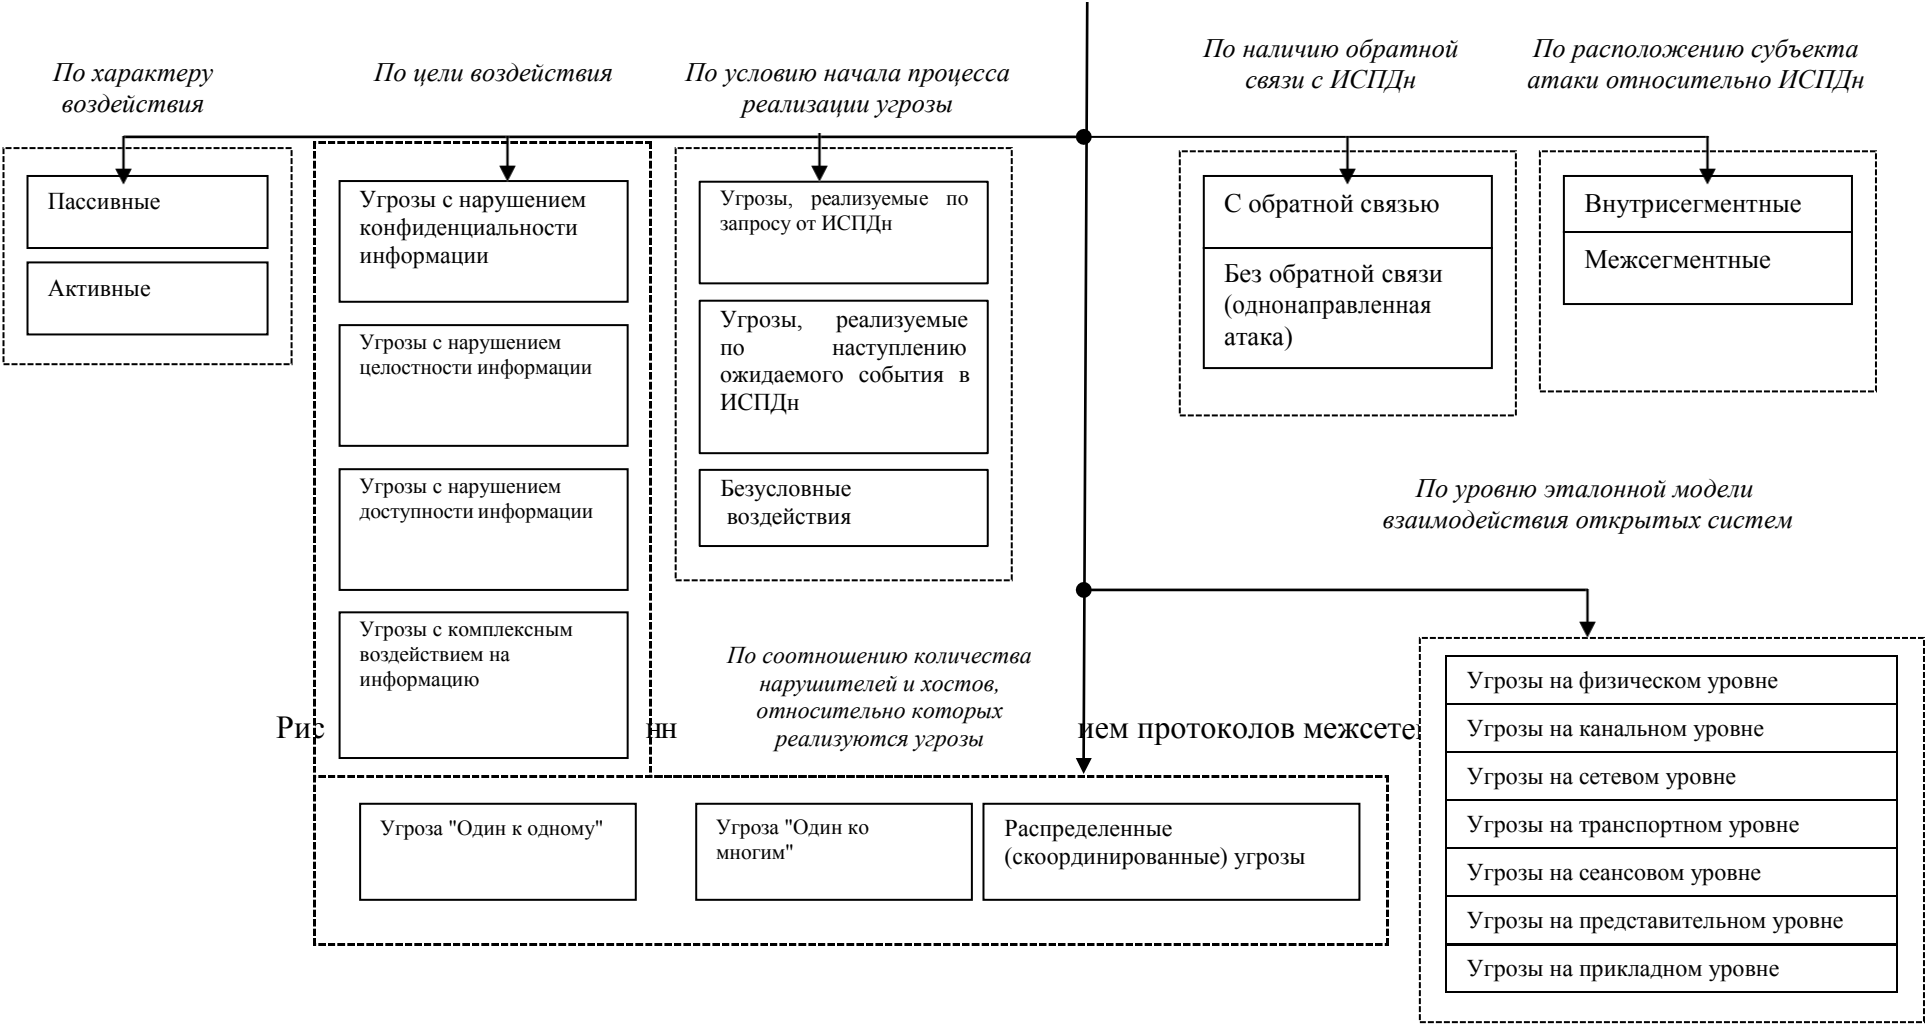 По характеру
воздействия
По цели воздействия
По условию начала процесса
реализации угрозы
По наличию обратной
связи с ИСПДн
По расположению субъекта
атаки относительно ИСПДн
Пассивные
Активные
Угрозы с нарушением
конфиденциальности
информации
Угрозы с нарушением
целостности информации
Угрозы с нарушением
доступности информации
Угрозы с комплексным
воздействием на
информацию
Угрозы, реализуемые по
запросу от ИСПДн
Угрозы, реализуемые
по наступлению
ожидаемого события в
ИСПДн
Безусловные
воздействия
С обратной связью
Без обратной связи
(однонаправленная
атака)
Внутрисегментные
Межсегментные
По уровню эталонной модели
взаимодействия открытых систем
По соотношению количества
нарушителей и хостов,
относительно которых
реализуются угрозы
Рис нн ием протоколов межсете
Угроза "Один к одному"
Угроза "Один ко
многим"
Распределенные
(скоординированные) угрозы
Угрозы на физическом уровне
Угрозы на канальном уровне
Угрозы на сетевом уровне
Угрозы на транспортном уровне
Угрозы на сеансовом уровне
Угрозы на представительном уровне
Угрозы на прикладном уровне